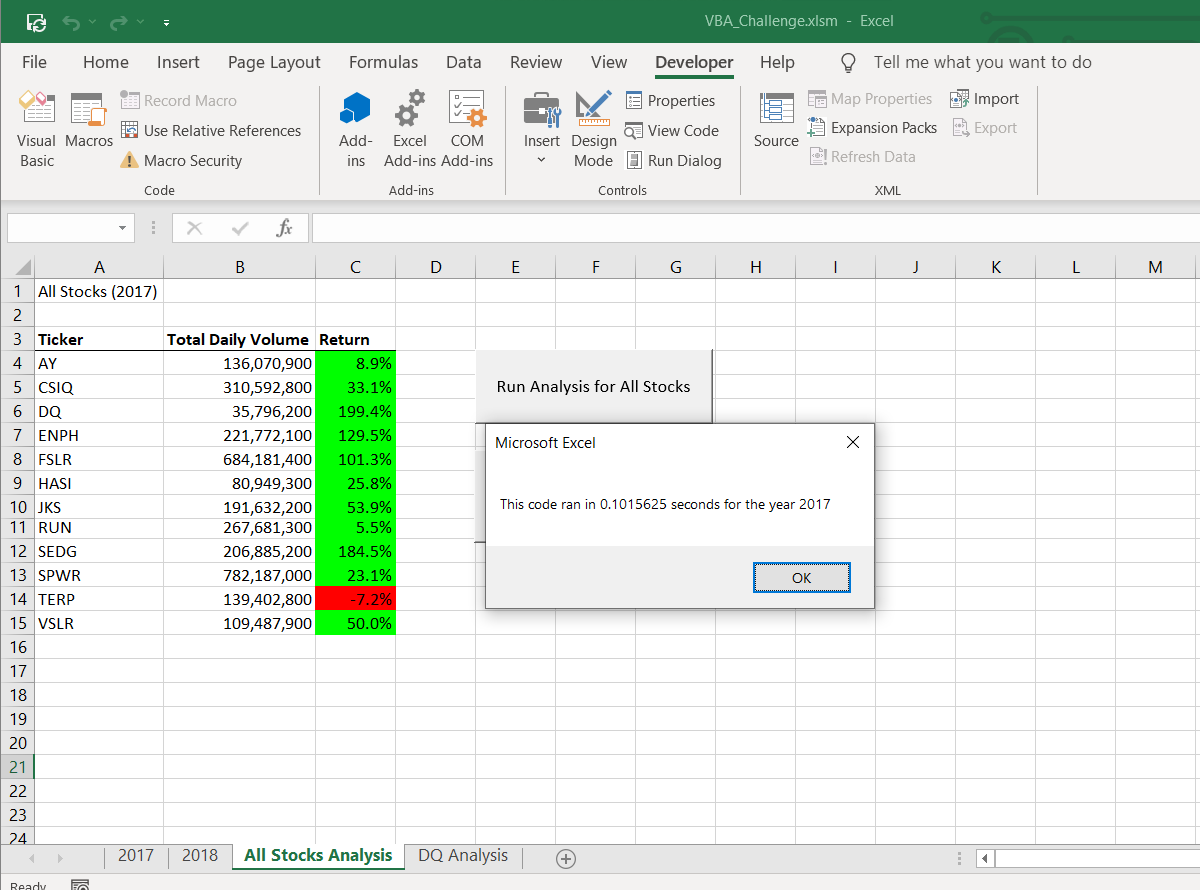 VBA_Challenge.xlsm - Excel
File Home Insert Page Layout Formulas Data Review View Developer Help Tell me what you want to do
Visual Basic
Macros
Record Macro
Use Relative References
Macro Security
Code
Add-ins
Excel Add-ins
COM Add-ins
Add-ins
Insert
Design Mode
Properties
View Code
Run Dialog
Controls
Source
Map Properties
Expansion Packs
Refresh Data
Import
Export
XML
fx
A B C D E F G H I J K L M
1 All Stocks (2017)
2
3 Ticker Total Daily Volume Return
4 AY 136,070,900 8.9%
5 CSIQ 310,592,800 33.1%
6 DQ 35,796,200 199.4%
7 ENPH 221,772,100 129.5%
8 FSLR 684,181,400 101.3%
9 HASI 80,949,300 25.8%
10 JKS 191,632,200 53.9%
11 RUN 267,681,300 5.5%
12 SEDG 206,885,200 184.5%
13 SPWR 782,187,000 23.1%
14 TERP 139,402,800 -7.2%
15 VSLR 109,487,900 50.0%
16
17
18
19
20
21
22
23
24
Run Analysis for All Stocks
Microsoft Excel
This code ran in 0.1015625 seconds for the year 2017
OK
2017 2018 All Stocks Analysis DQ Analysis
Ready